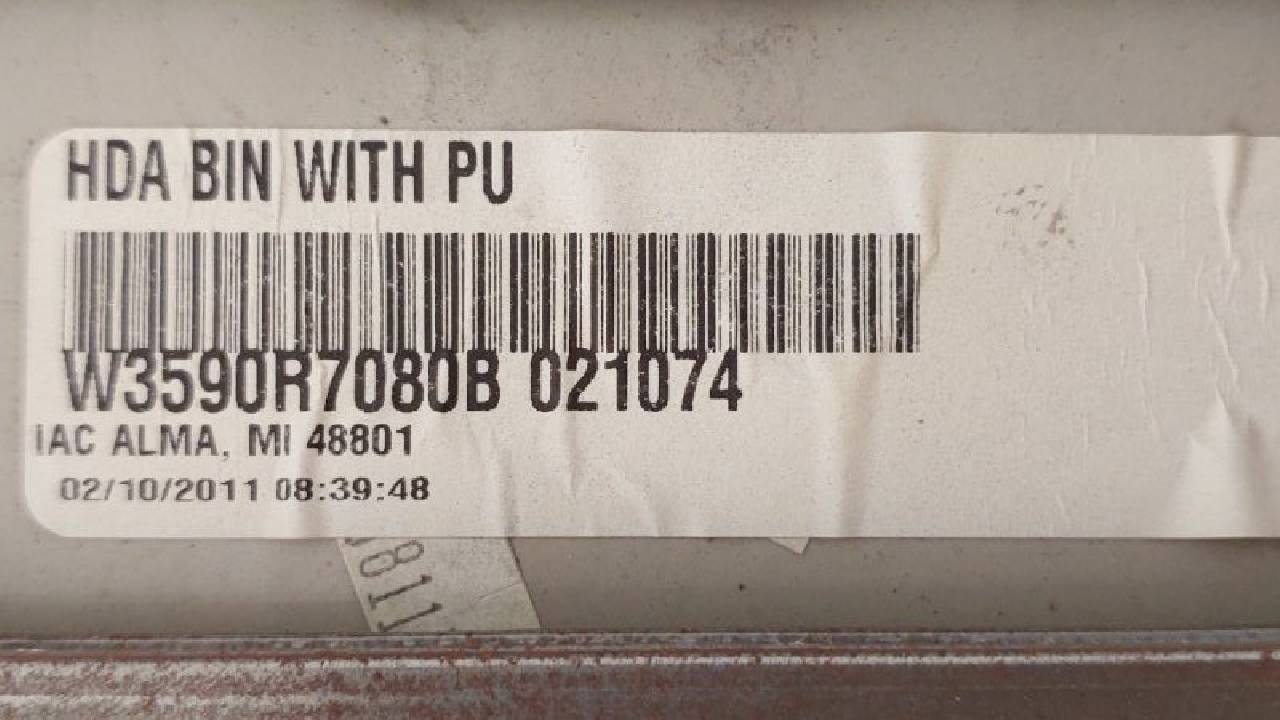 HDA BIN WITH PU
W3590R7080B 021074
IAC ALMA, MI 48801
02/10/2011 08:39:48